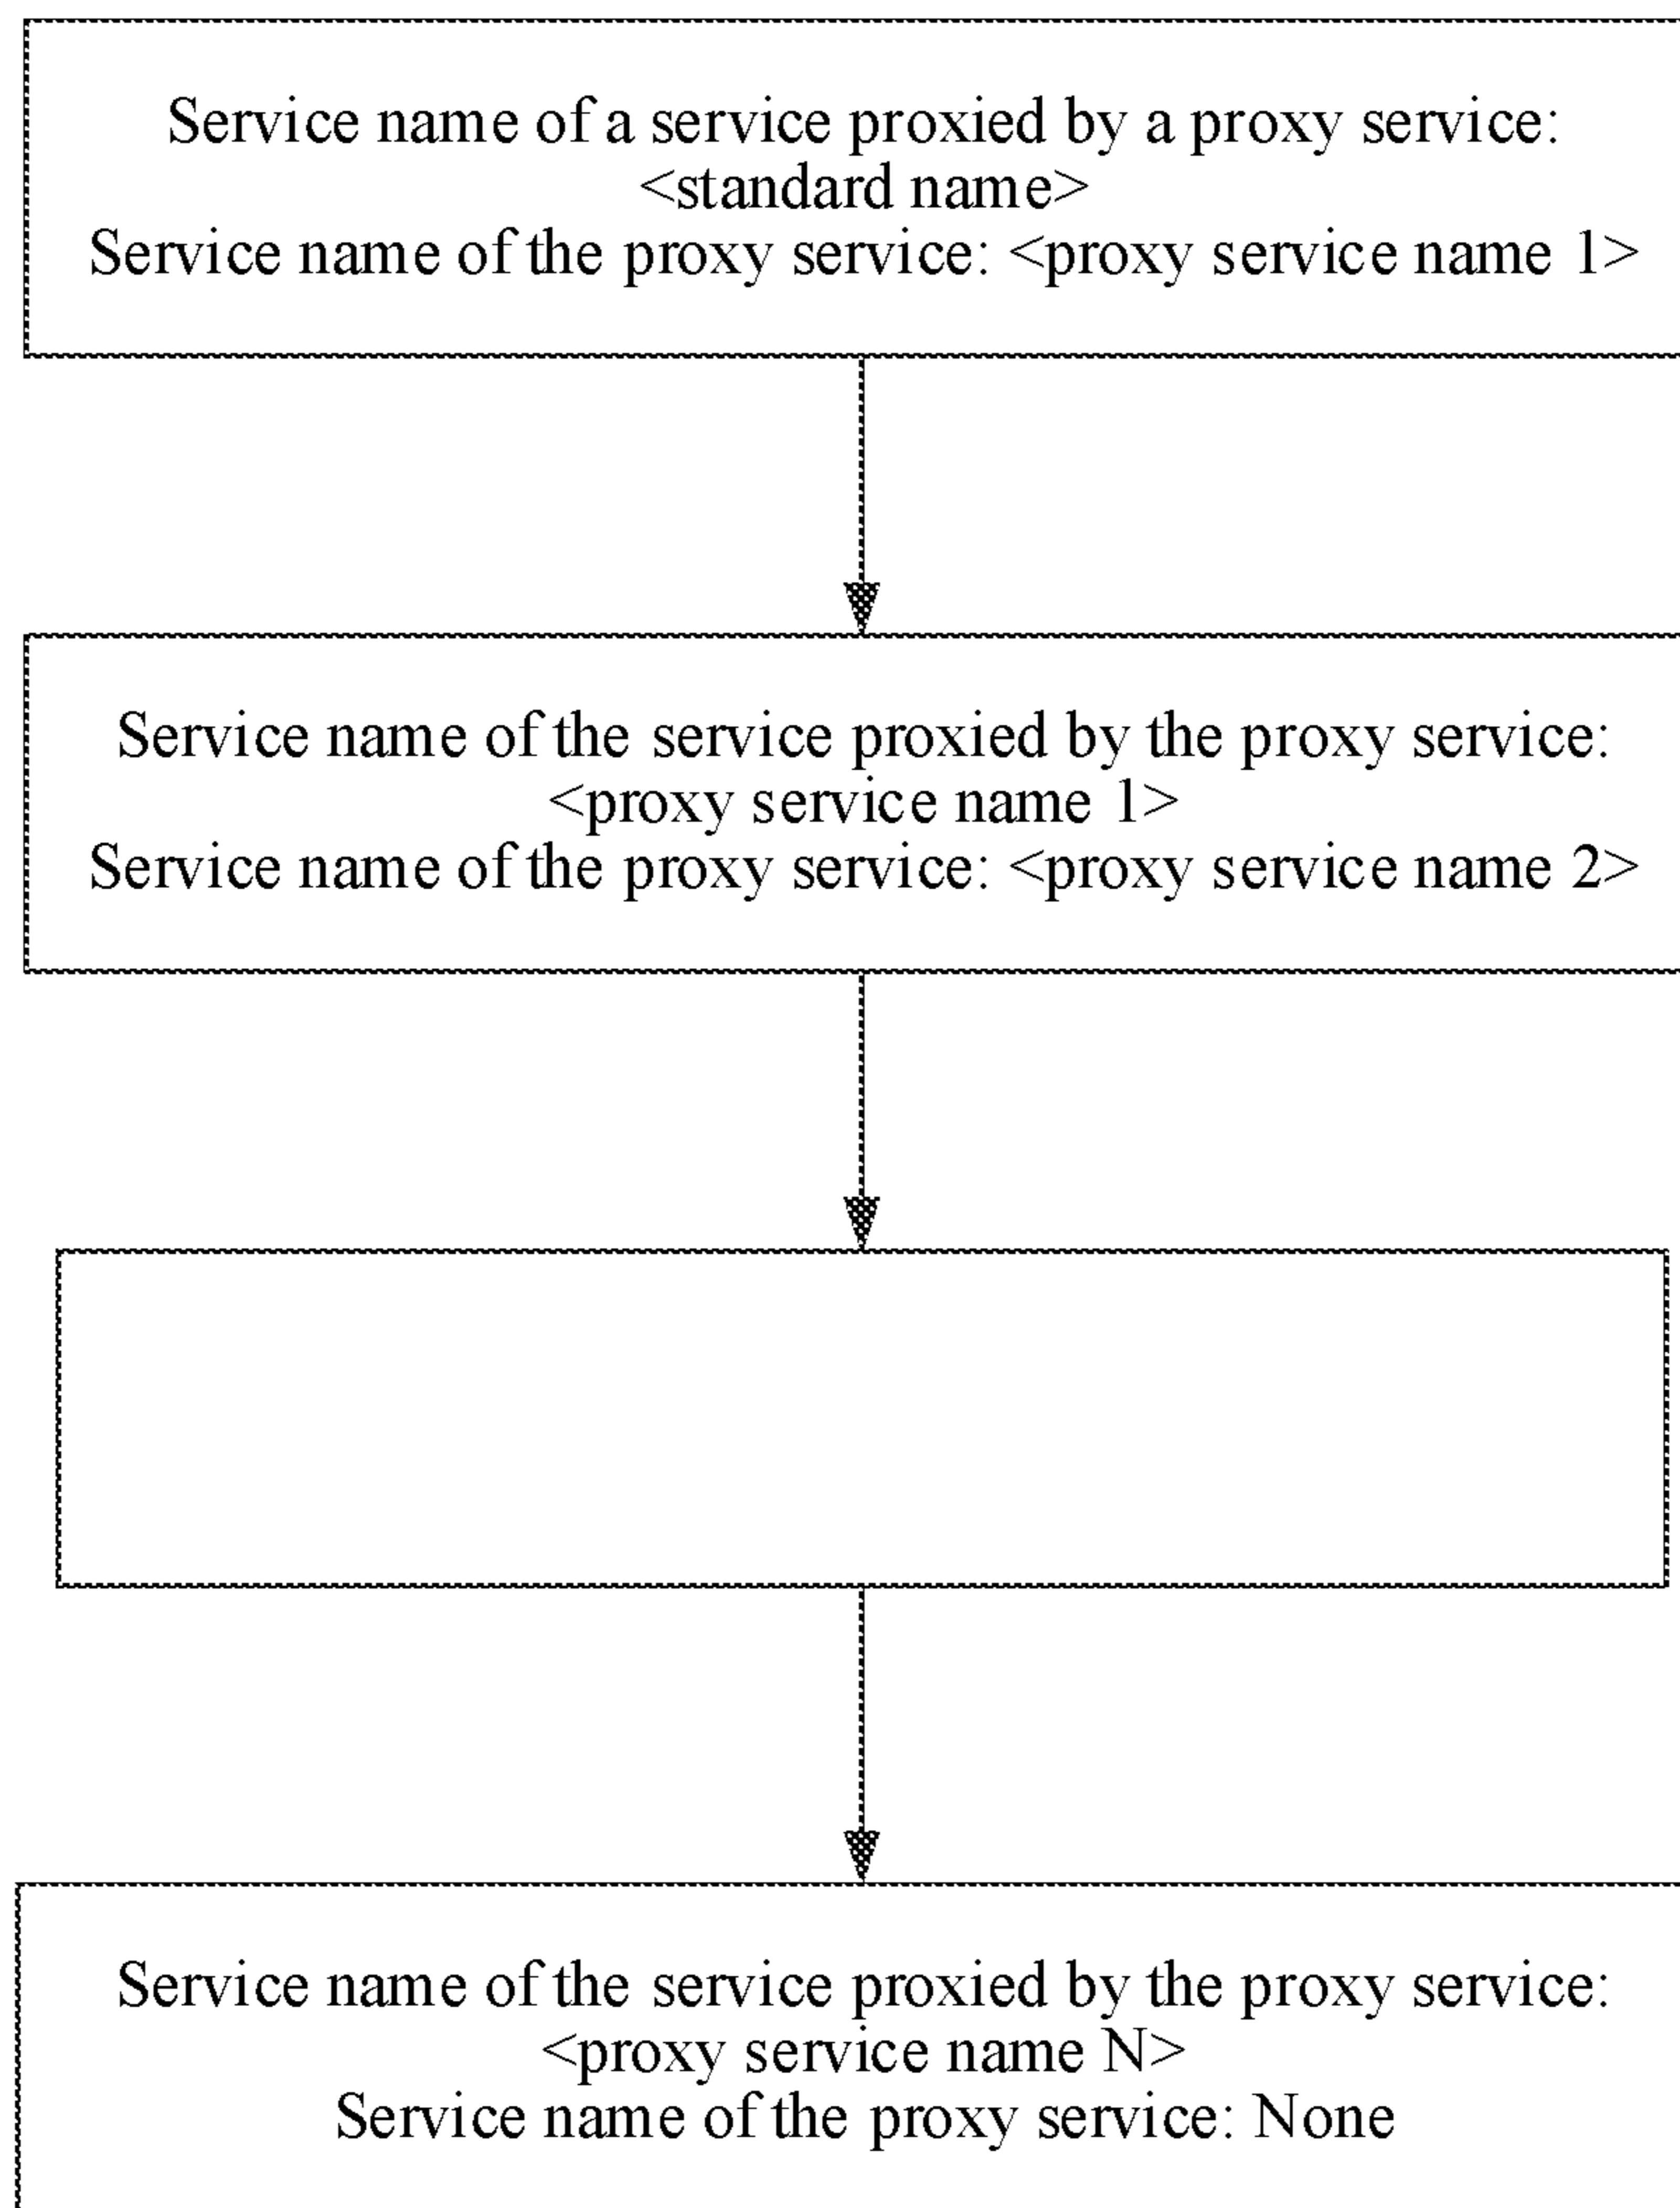 Service name of a service proxied by a proxy service:
<standard name>
Service name of the proxy service: <proxy service name 1>
Service name of the service proxied by the proxy service:
<proxy service name 1>
Service name of the proxy service: <proxy service name 2>
Service name of the service proxied by the proxy service:
<proxy service name N>
Service name of the proxy service: None